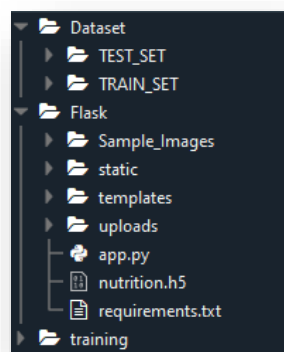 Dataset
TEST_SET
TRAIN_SET
Flask
Sample_Images
static
templates
uploads
app.py
nutrition.h5
requirements.txt
training